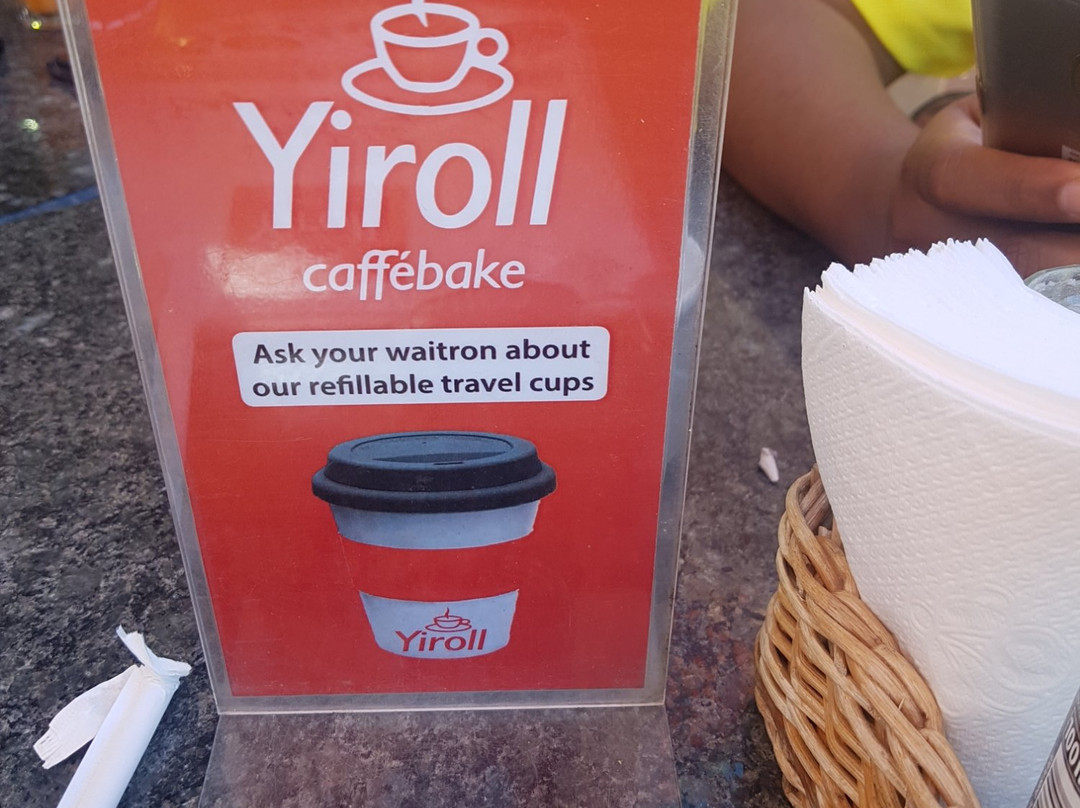 Yiroll
caffébake
Ask your waitron about
our refillable travel cups
Yiroll